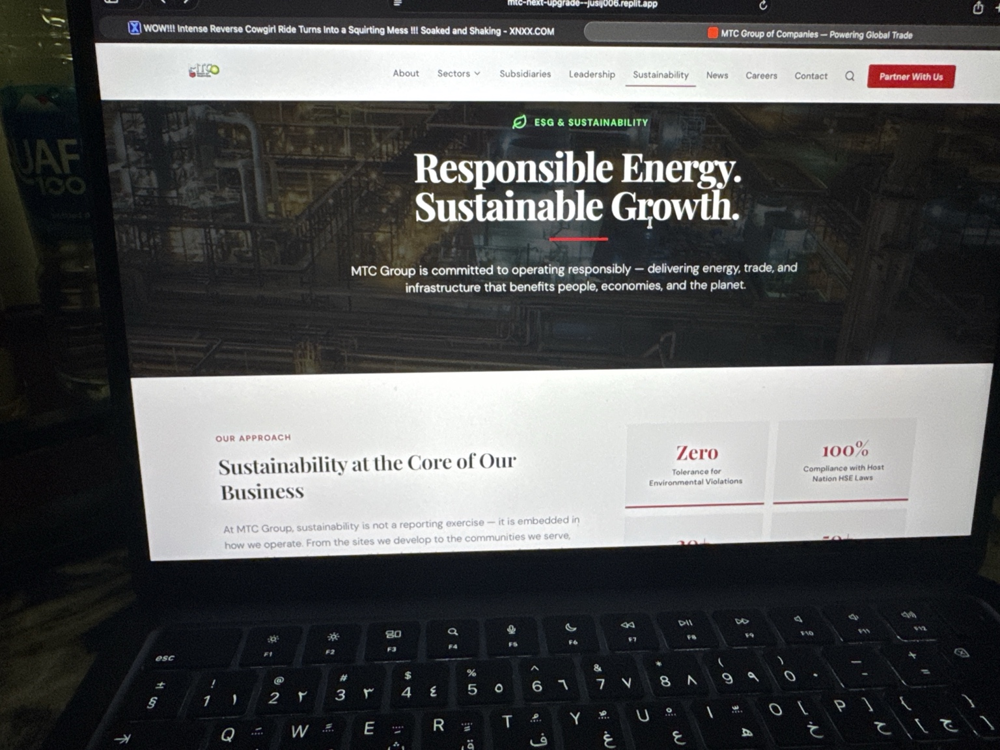 mtc-next-upgrade--jusij006.replit.app
WOW!!! Intense Reverse Cowgirl Ride Turns Into a Squirting Mess !!! Soaked and Shaking - XNXX.COM
MTC Group of Companies — Powering Global Trade
About Sectors Subsidiaries Leadership Sustainability News Careers Contact Partner With Us
ESG & SUSTAINABILITY
Responsible Energy.
Sustainable Growth.
MTC Group is committed to operating responsibly — delivering energy, trade, and
infrastructure that benefits people, economies, and the planet.
OUR APPROACH
Sustainability at the Core of Our
Business
At MTC Group, sustainability is not a reporting exercise — it is embedded in
how we operate. From the sites we develop to the communities we serve,
Zero
Tolerance for
Environmental Violations
100%
Compliance with Host
Nation HSE Laws
esc F1 F2 F3 F4 F5 F6 F7 F8 F9 F10 F11 F12
± ! @ # $ % ^ & * ( ) _ +
§ 1 ١ 2 ٢ 3 ٣ 4 ٤ 5 ٥ 6 ٦ 7 ٧ 8 ٨ 9 ٩ 0 ٠ - =
Q W E R T Y U I O P
ف غ ع ه خ ح ج